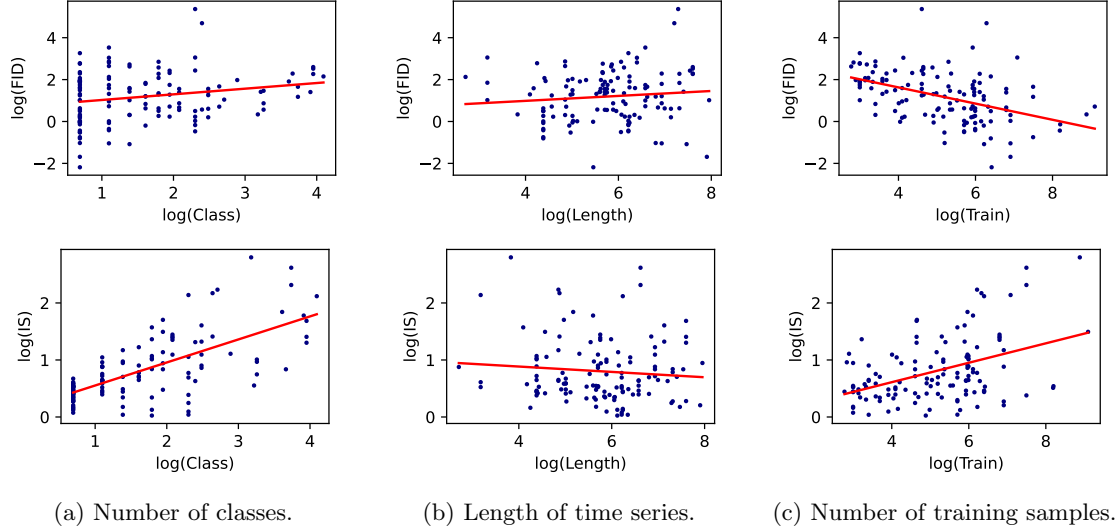 log(FID)
4
2
0
−2
1 2 3 4
log(Class)
log(FID)
4
2
0
−2
4 6 8
log(Length)
log(FID)
4
2
0
−2
4 6 8
log(Train)
log(IS)
2
1
0
1 2 3 4
log(Class)
log(IS)
2
1
0
4 6 8
log(Length)
log(IS)
2
1
0
4 6 8
log(Train)
(a) Number of classes.
(b) Length of time series.
(c) Number of training samples.